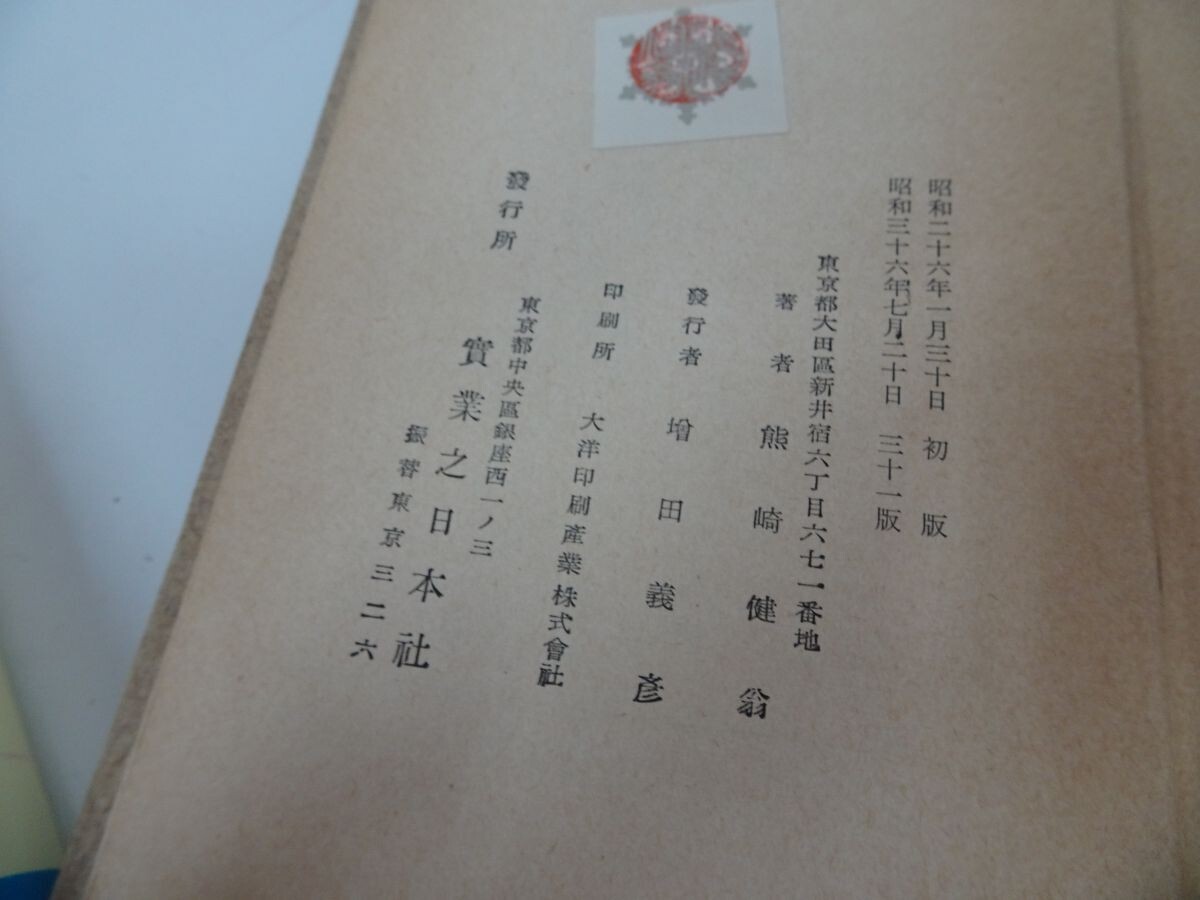 昭和二十六年一月三十日 初版
昭和三十六年七月二十日 三十一版
東京都大田區新井宿六丁目六七一番地
著者 熊崎健翁
發行者 增田義彥
印刷所 大洋印刷產業株式會社
東京都中央區銀座西一ノ三
發行所 實業之日本社
振替東京三二六